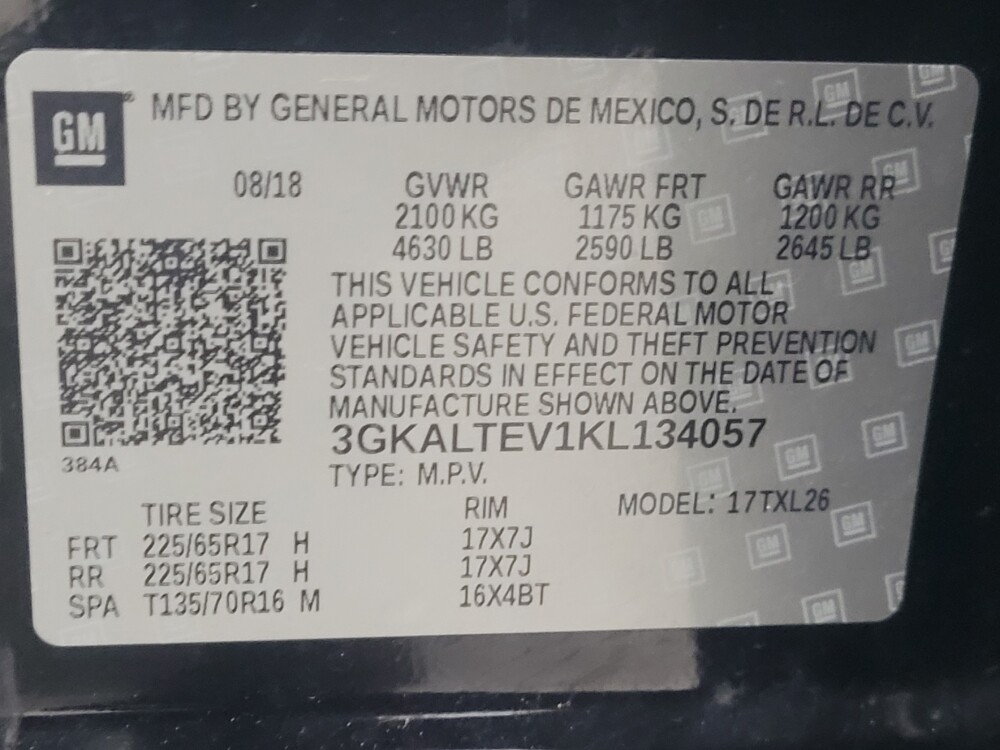 GM® MFD BY GENERAL MOTORS DE MEXICO, S. DE R.L. DE C.V.
08/18 GVWR GAWR FRT GAWR RR
2100 KG 1175 KG 1200 KG
4630 LB 2590 LB 2645 LB
THIS VEHICLE CONFORMS TO ALL
APPLICABLE U.S. FEDERAL MOTOR
VEHICLE SAFETY AND THEFT PREVENTION
STANDARDS IN EFFECT ON THE DATE OF
MANUFACTURE SHOWN ABOVE.
3GKALTEV1KL134057
384A
TYPE: M.P.V.
TIRE SIZE RIM MODEL: 17TXL26
FRT 225/65R17 H 17X7J
RR 225/65R17 H 17X7J
SPA T135/70R16 M 16X4BT